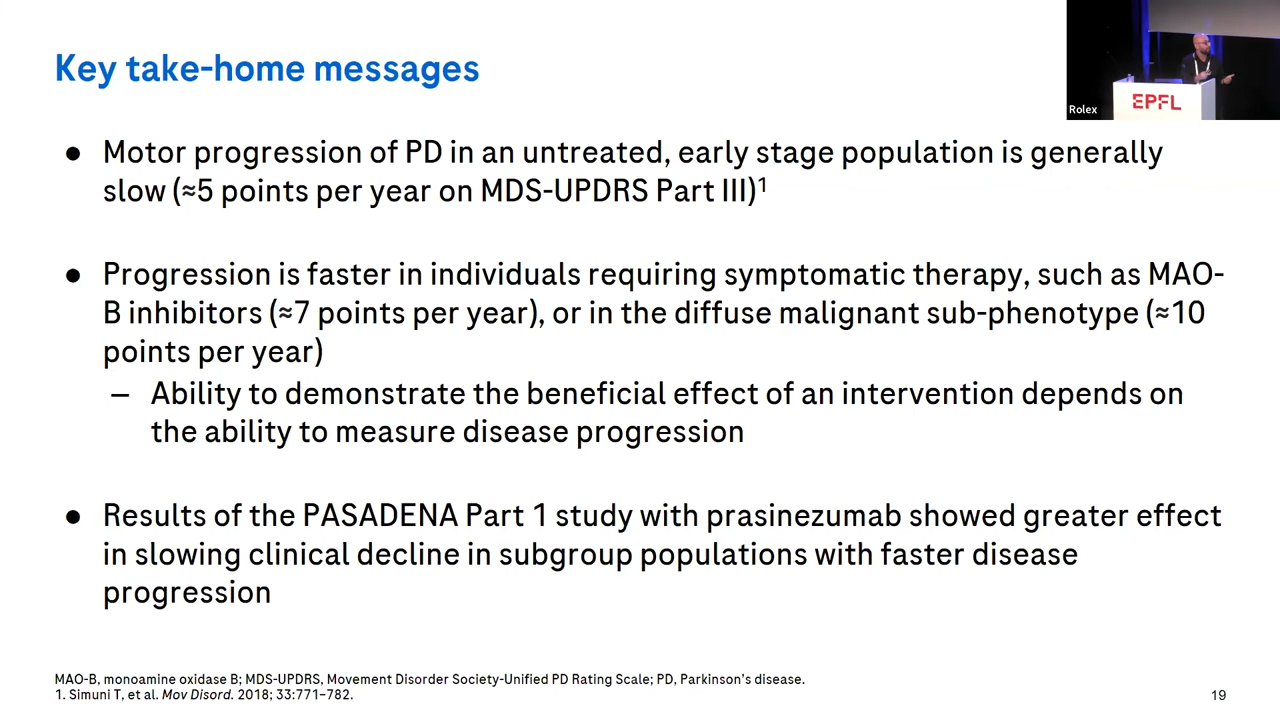 Key take-home messages
Rolex
EPFL
● Motor progression of PD in an untreated, early stage population is generally
slow (≈5 points per year on MDS-UPDRS Part III)¹
● Progression is faster in individuals requiring symptomatic therapy, such as MAO-
B inhibitors (≈7 points per year), or in the diffuse malignant sub-phenotype (≈10
points per year)
– Ability to demonstrate the beneficial effect of an intervention depends on
the ability to measure disease progression
● Results of the PASADENA Part 1 study with prasinezumab showed greater effect
in slowing clinical decline in subgroup populations with faster disease
progression
MAO-B, monoamine oxidase B; MDS-UPDRS, Movement Disorder Society-Unified PD Rating Scale; PD, Parkinson's disease.
1. Simuni T, et al. Mov Disord. 2018; 33:771–782.
19